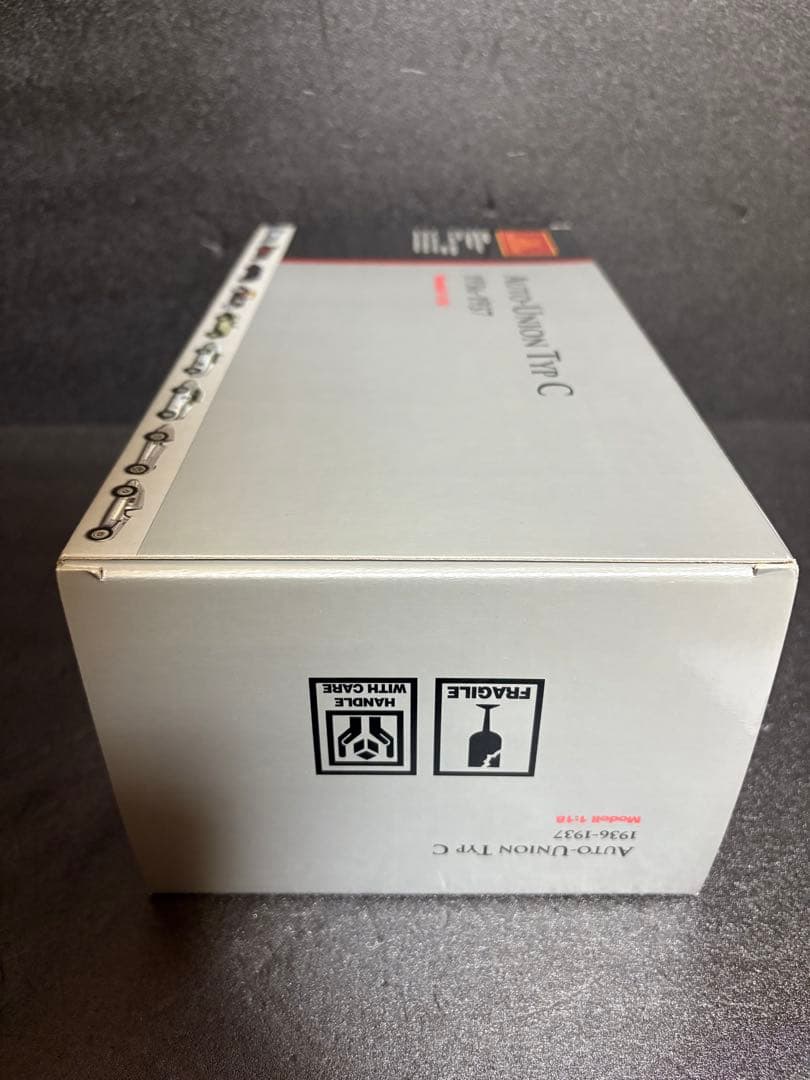 AUTO-UNION TYP C
1936-1937
AUTO-UNION TYP C
1936-1937
Modell 1:18
FRAGILE
HANDLE
WITH CARE